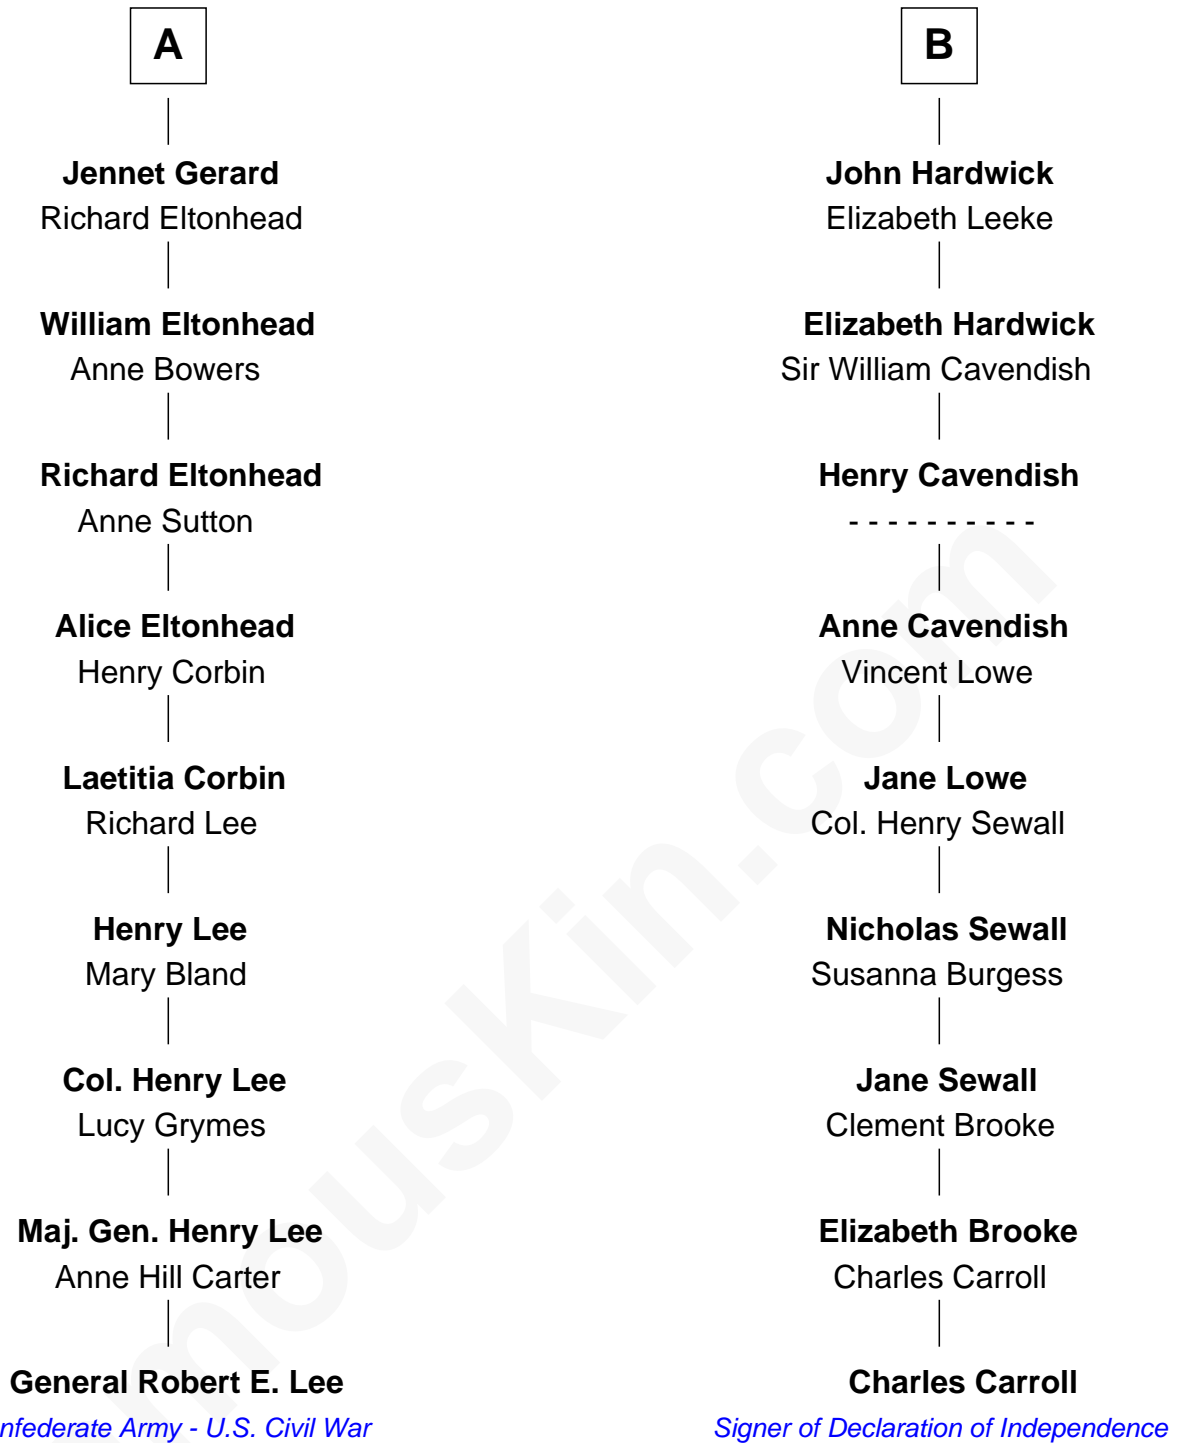 A
Jennet Gerard
Richard Eltonhead
William Eltonhead
Anne Bowers
Richard Eltonhead
Anne Sutton
Alice Eltonhead
Henry Corbin
Laetitia Corbin
Richard Lee
Henry Lee
Mary Bland
Col. Henry Lee
Lucy Grymes
Maj. Gen. Henry Lee
Anne Hill Carter
General Robert E. Lee
nfederate Army - U.S. Civil War
B
John Hardwick
Elizabeth Leeke
Elizabeth Hardwick
Sir William Cavendish
Henry Cavendish
- - - - - - - - - -
Anne Cavendish
Vincent Lowe
Jane Lowe
Col. Henry Sewall
Nicholas Sewall
Susanna Burgess
Jane Sewall
Clement Brooke
Elizabeth Brooke
Charles Carroll
Charles Carroll
Signer of Declaration of Independence
mousKin.com